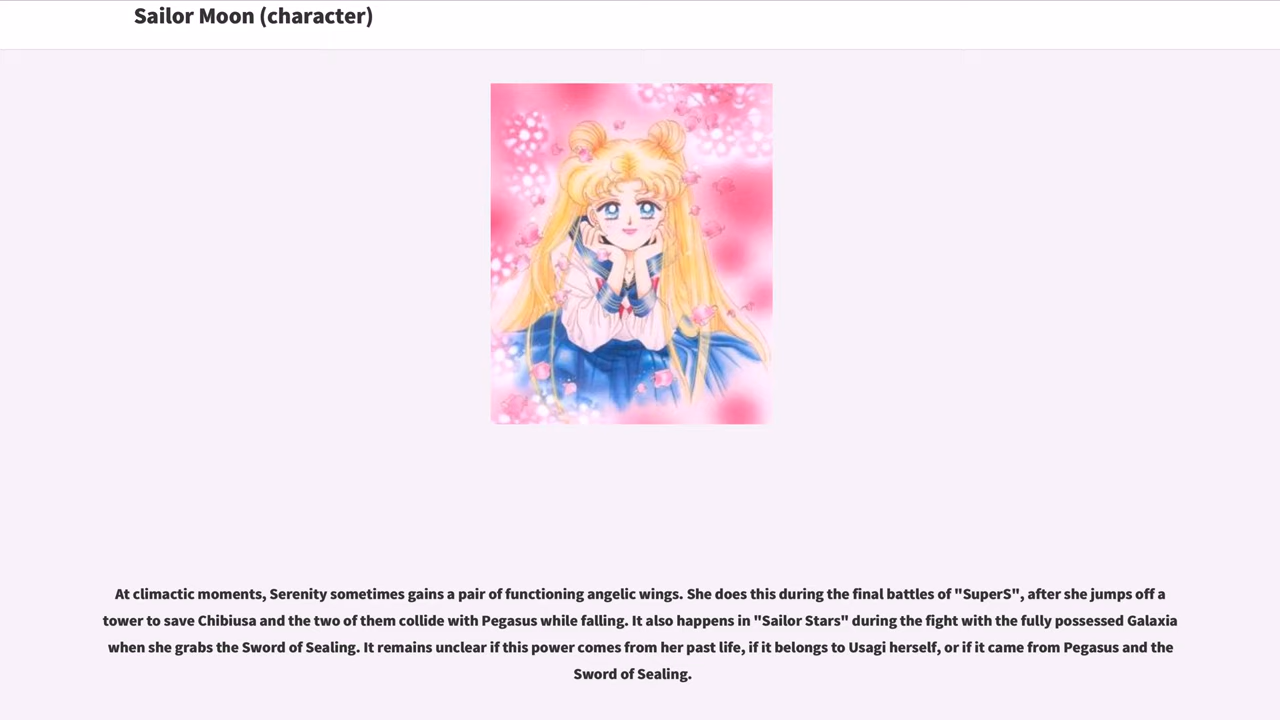 Sailor Moon (character)
At climactic moments, Serenity sometimes gains a pair of functioning angelic wings. She does this during the final battles of "SuperS", after she jumps off a
tower to save Chibiusa and the two of them collide with Pegasus while falling. It also happens in "Sailor Stars" during the fight with the fully possessed Galaxia
when she grabs the Sword of Sealing. It remains unclear if this power comes from her past life, if it belongs to Usagi herself, or if it came from Pegasus and the
Sword of Sealing.